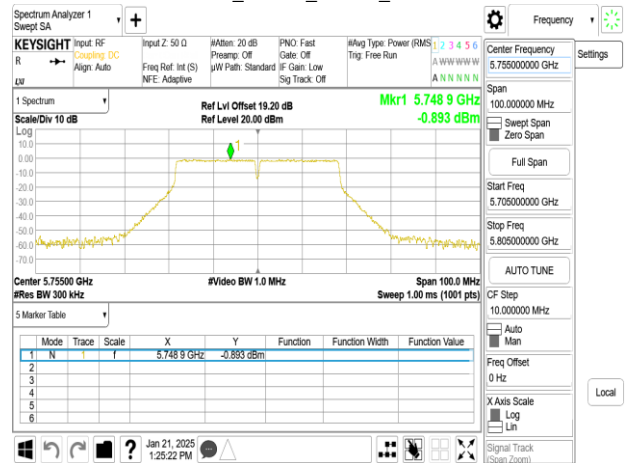 Spectrum Analyzer 1
Swept SA
Frequency
KEYSIGHT
R
Input: RF
Coupling: DC
Align: Auto
Input Z: 50 Ω
Freq Ref: Int (S)
NFE: Adaptive
#Atten: 20 dB
Preamp: Off
µW Path: Standard
PNO: Fast
Gate: Off
IF Gain: Low
Sig Track: Off
#Avg Type: Power (RMS
Trig: Free Run
1 2 3 4 5 6
A W W W W W
A N N N N N
1 Spectrum
Scale/Div 10 dB
Ref Lvl Offset 19.20 dB
Ref Level 20.00 dBm
Mkr1 5.748 9 GHz
-0.893 dBm
Log
10.0
0.00
-10.0
-20.0
-30.0
-40.0
-50.0
-60.0
-70.0
1
Center 5.75500 GHz
#Res BW 300 kHz
#Video BW 1.0 MHz
Span 100.0 MHz
Sweep 1.00 ms (1001 pts)
5 Marker Table
Mode Trace Scale X Y Function Function Width Function Value
1 N 1 f 5.748 9 GHz -0.893 dBm
2
3
4
5
6
Jan 21, 2025
1:25:22 PM
Center Frequency
5.755000000 GHz
Settings
Span
100.000000 MHz
Swept Span
Zero Span
Full Span
Start Freq
5.705000000 GHz
Stop Freq
5.805000000 GHz
AUTO TUNE
CF Step
10.000000 MHz
Auto
Man
Freq Offset
0 Hz
X Axis Scale
Log
Lin
Local
Signal Track
(Span Zoom)